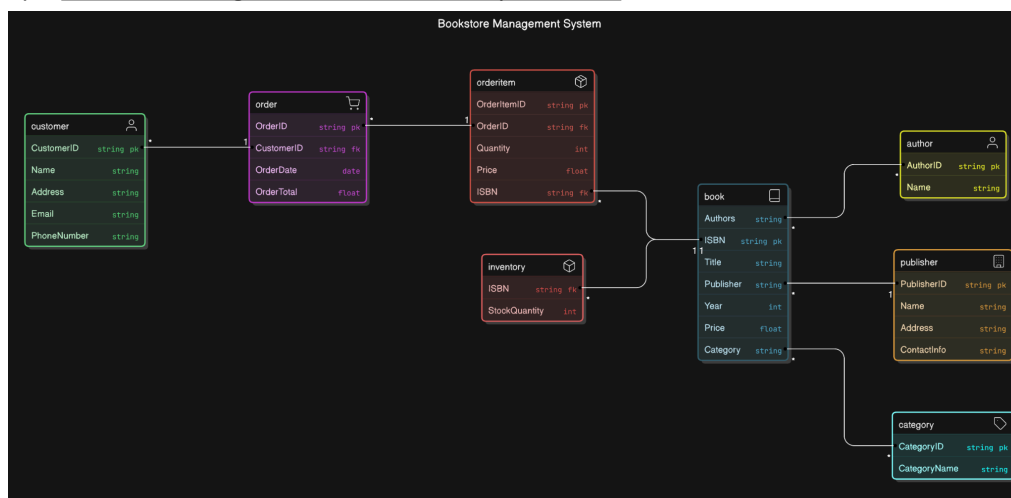 Bookstore Management System
customer
CustomerID string pk
Name string
Address string
Email string
PhoneNumber string
*
1
order
OrderID string pk
CustomerID string fk
OrderDate date
OrderTotal float
*
1
orderitem
OrderItemID string pk
OrderID string fk
Quantity int
Price float
ISBN string fk
*
inventory
ISBN string fk
StockQuantity int
*
1 1
book
Authors string
ISBN string pk
Title string
Publisher string
Year int
Price float
Category string
*
*
*
author
AuthorID string pk
Name string
*
publisher
PublisherID string pk
Name string
Address string
ContactInfo string
1
category
CategoryID string pk
CategoryName string
*